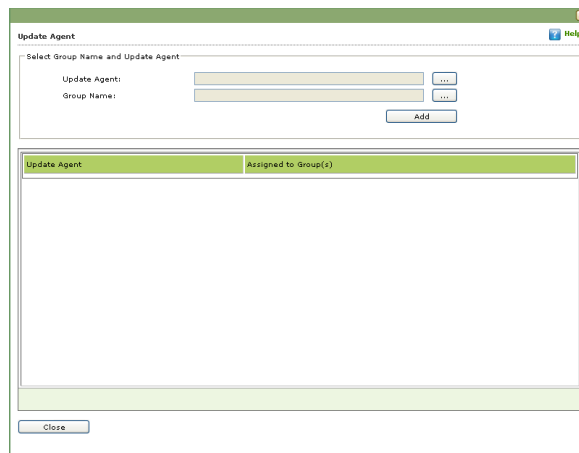 Update Agent
Help
Select Group Name and Update Agent
Update Agent:
...
Group Name:
...
Add
Update Agent
Assigned to Group(s)
Close